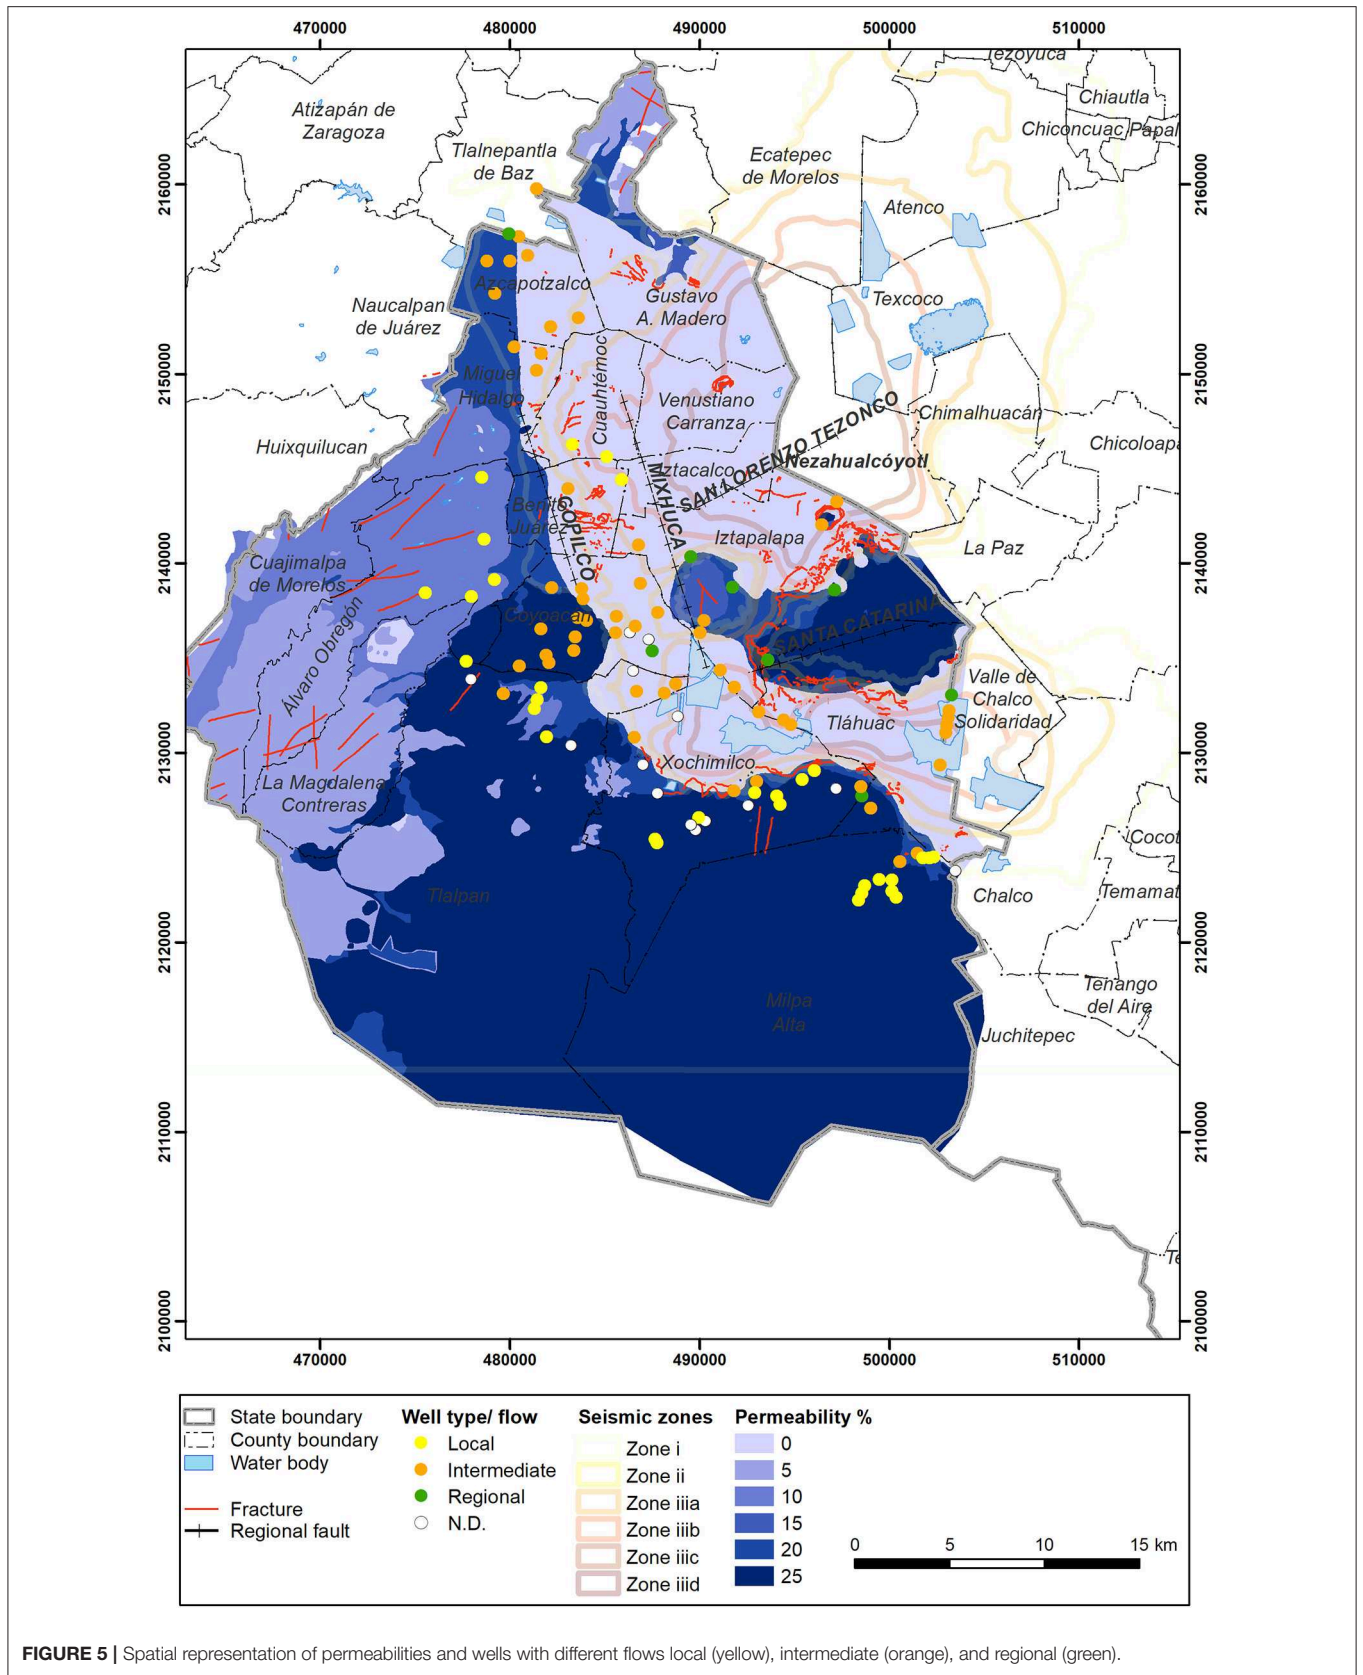 470000
480000
490000
500000
510000
Tezoyuca
Chiautla
Atizapán de
Zaragoza
Chiconcuac
Papal
Tlalnepantla
de Baz
Ecatepec
de Morelos
2160000
2160000
Atenco
Azcapotzalco
Gustavo
A. Madero
Texcoco
Naucalpan
de Juárez
2150000
2150000
Miguel
Hidalgo
Cuauhtémoc
Venustiano
Carranza
Chimalhuacán
Chicoloapa
Huixquilucan
SAN LORENZO TEZONCO
Nezahualcóyotl
Iztacalco
MIXHUCA
Benito
Juárez
COPILCO
Iztapalapa
La Paz
2140000
2140000
Cuajimalpa
de Morelos
Álvaro Obregón
Coyoacán
SANTA CATARINA
Valle de
Chalco
Solidaridad
Tláhuac
2130000
2130000
Xochimilco
La Magdalena
Contreras
Cocot
Tlalpan
Chalco
Temamat
2120000
2120000
Tenango
del Aire
Milpa
Alta
Juchitepec
2110000
2110000
Te
2100000
2100000
470000
480000
490000
500000
510000
State boundary
County boundary
Water body
Fracture
Regional fault
Well type/ flow
Local
Intermediate
Regional
N.D.
Seismic zones
Zone i
Zone ii
Zone iiia
Zone iiib
Zone iiic
Zone iiid
Permeability %
0
5
10
15
20
25
0 5 10 15 km
FIGURE 5 | Spatial representation of permeabilities and wells with different flows local (yellow), intermediate (orange), and regional (green).